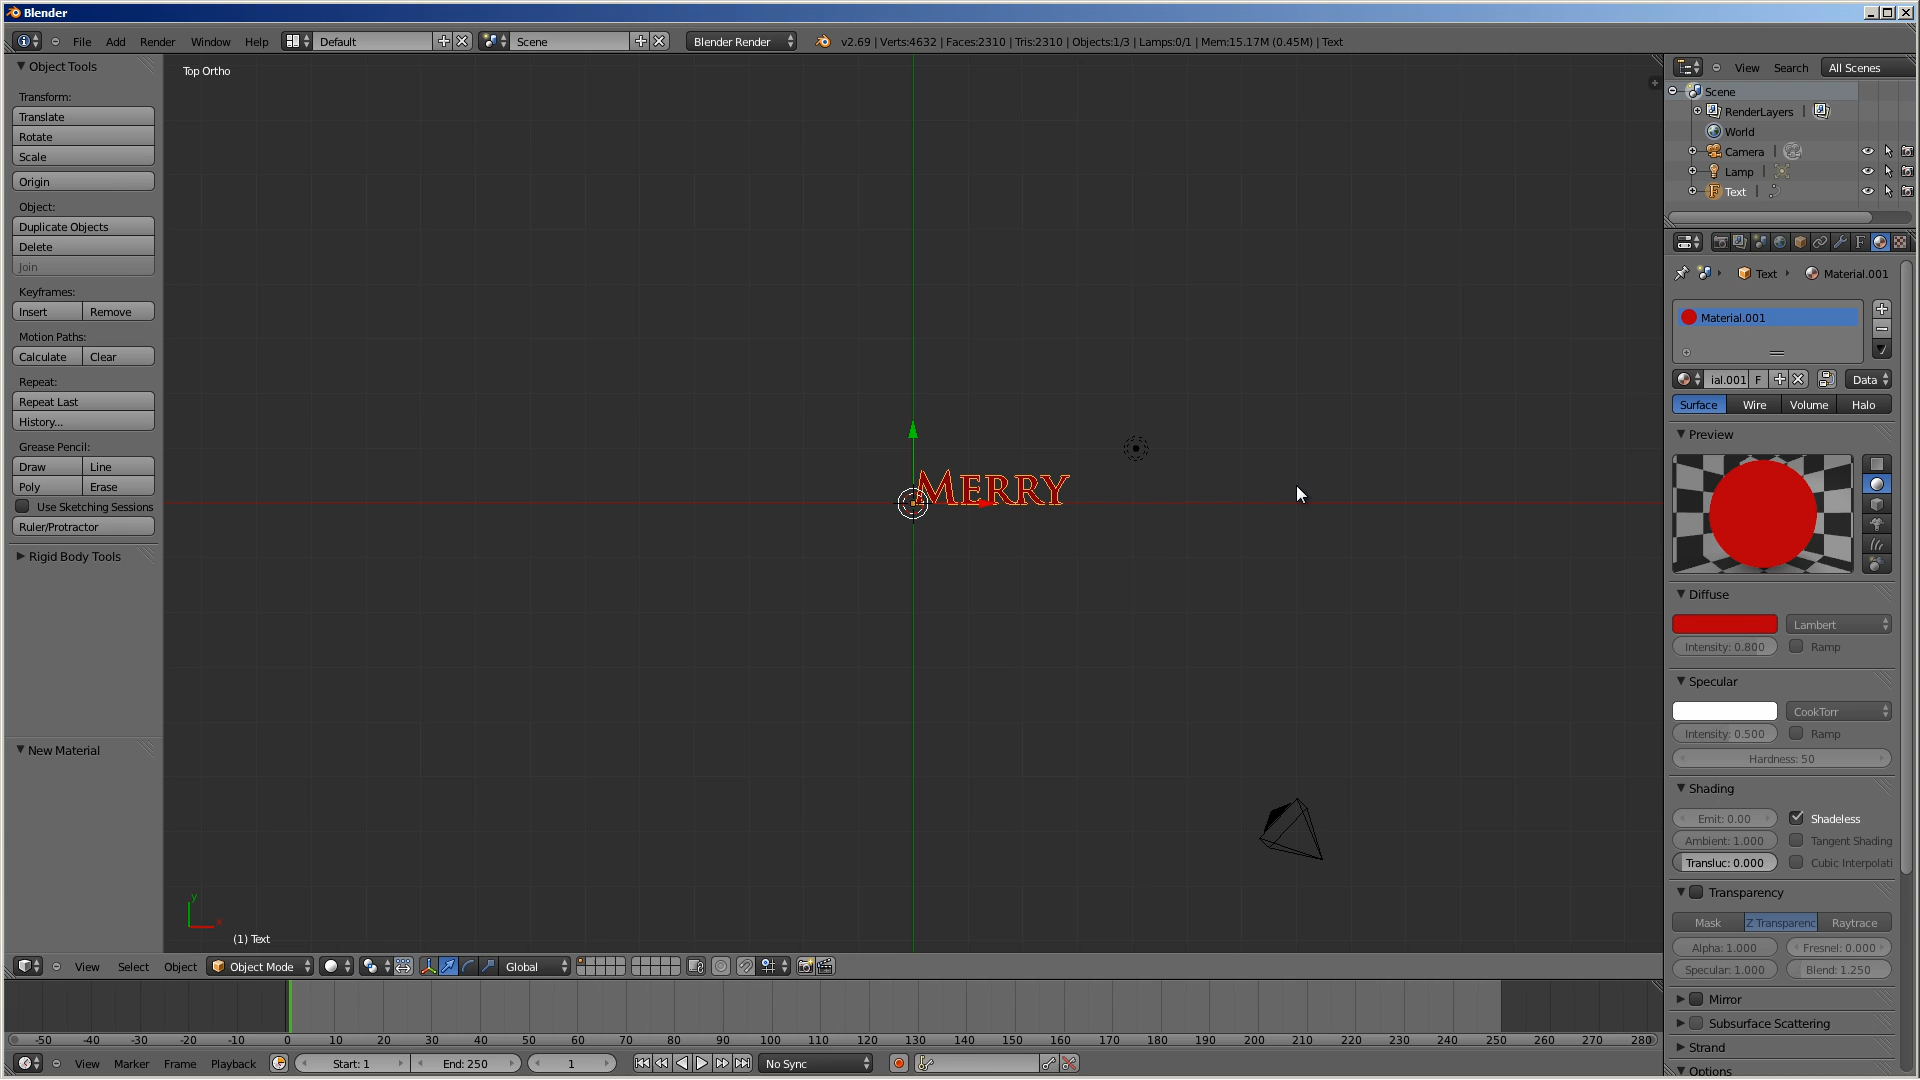 Blender
File Add Render Window Help Default Scene Blender Render v2.69 | Verts:4632 | Faces:2310 | Tris:2310 | Objects:1/3 | Lamps:0/1 | Mem:15.17M (0.45M) | Text
Object Tools
Transform:
Translate
Rotate
Scale
Origin
Object:
Duplicate Objects
Delete
Join
Keyframes:
Insert Remove
Motion Paths:
Calculate Clear
Repeat:
Repeat Last
History...
Grease Pencil:
Draw Line
Poly Erase
Use Sketching Sessions
Ruler/Protractor
Rigid Body Tools
New Material
Top Ortho
MERRY
y
x
(1) Text
View Search All Scenes
Scene
RenderLayers |
World
Camera |
Lamp |
Text |
F
Text Material.001
Material.001
ial.001 F Data
Surface Wire Volume Halo
Preview
Diffuse
Lambert
Intensity: 0.800 Ramp
Specular
CookTorr
Intensity: 0.500 Ramp
Hardness: 50
Shading
Emit: 0.00 Shadeless
Ambient: 1.000 Tangent Shading
Transluc: 0.000 Cubic Interpolati
Transparency
Mask Z Transparenc Raytrace
Alpha: 1.000 Fresnel: 0.000
Specular: 1.000 Blend: 1.250
Mirror
Subsurface Scattering
Strand
Options
View Select Object Object Mode Global
-50 -40 -30 -20 -10 0 10 20 30 40 50 60 70 80 90 100 110 120 130 140 150 160 170 180 190 200 210 220 230 240 250 260 270 280
View Marker Frame Playback Start: 1 End: 250 1 No Sync